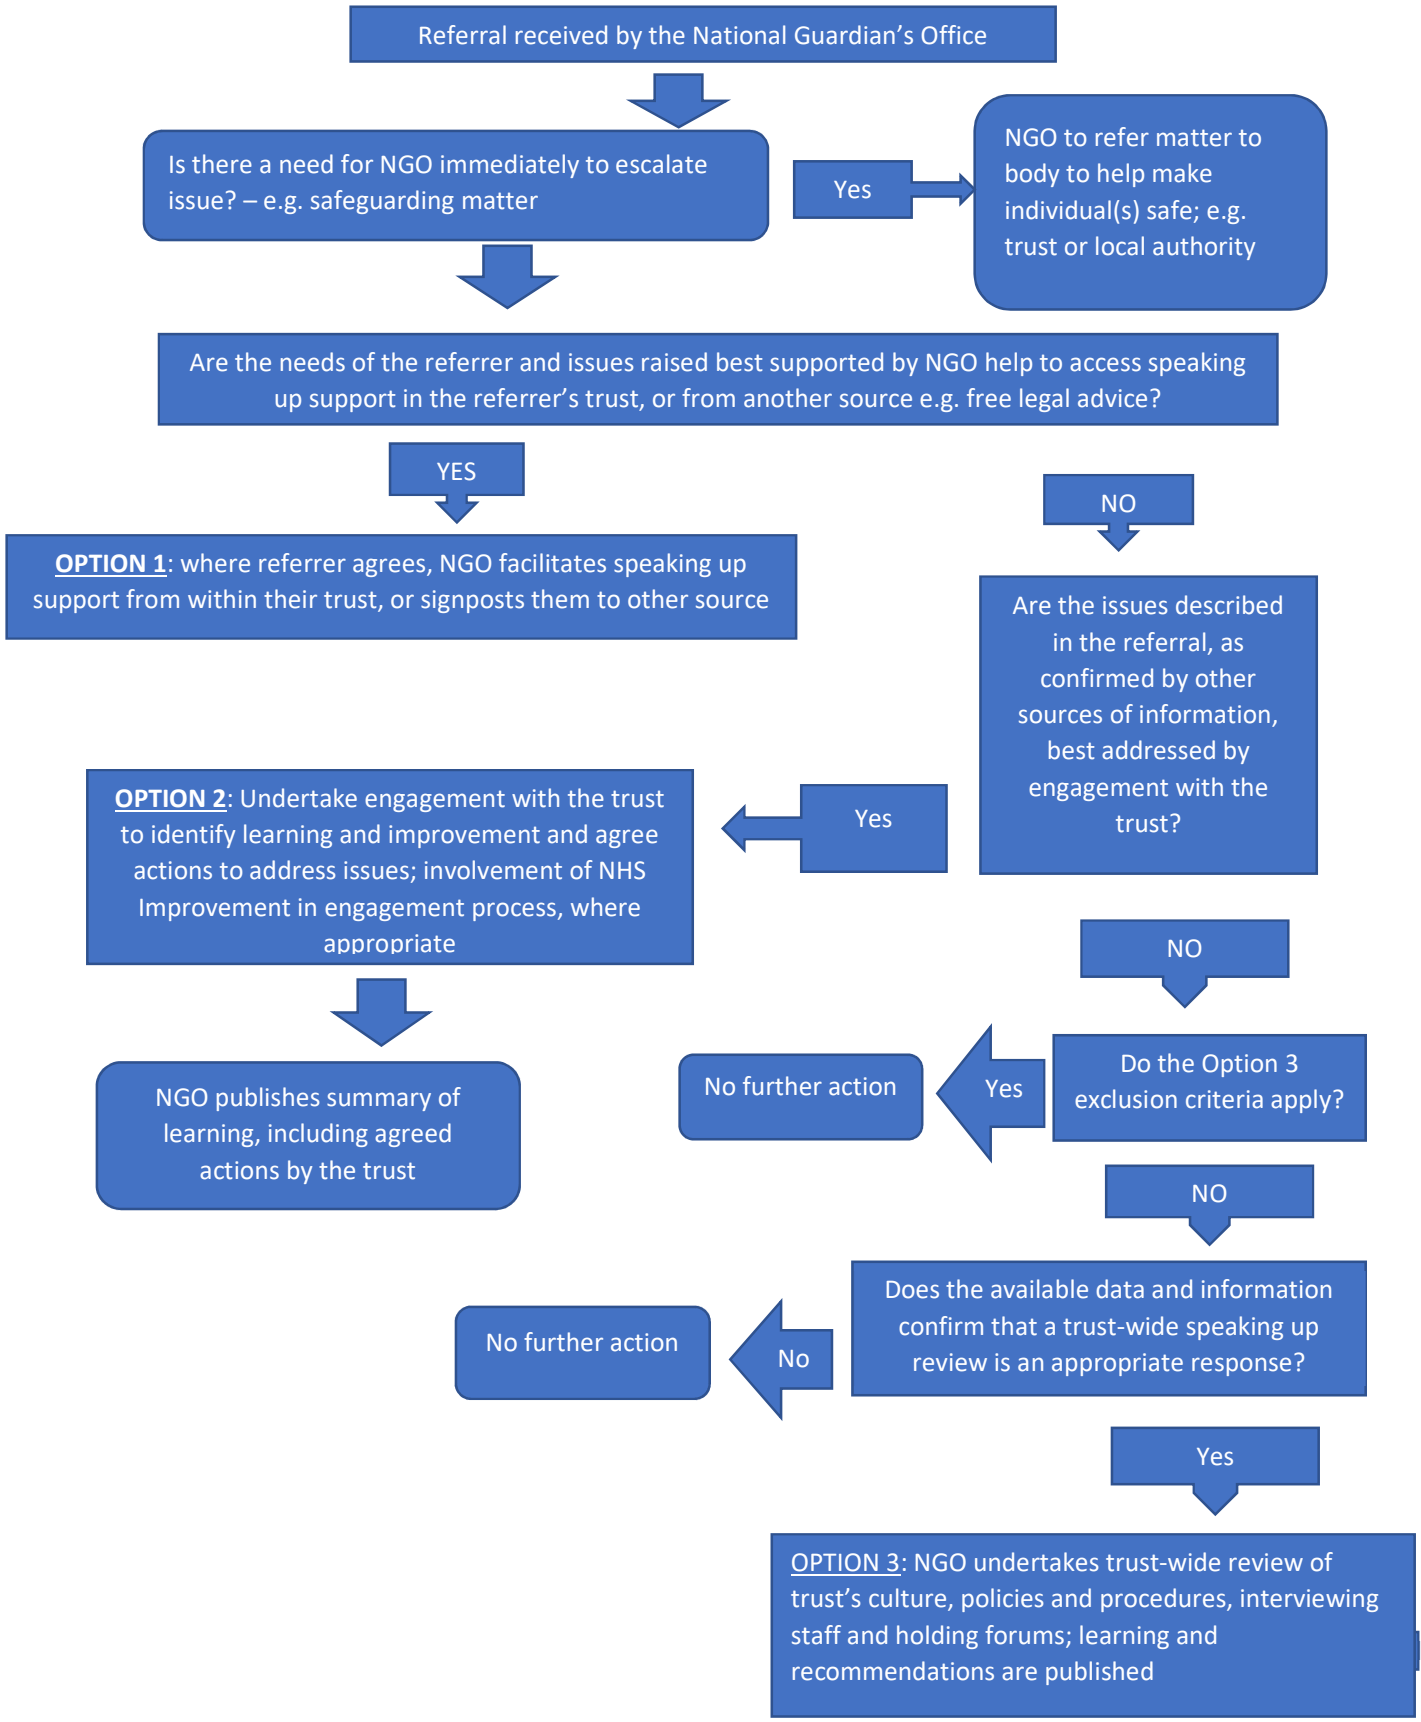 Referral received by the National Guardian's Office
Is there a need for NGO immediately to escalate
issue? – e.g. safeguarding matter
Yes
NGO to refer matter to
body to help make
individual(s) safe; e.g.
trust or local authority
Are the needs of the referrer and issues raised best supported by NGO help to access speaking
up support in the referrer's trust, or from another source e.g. free legal advice?
YES
NO
OPTION 1: where referrer agrees, NGO facilitates speaking up
support from within their trust, or signposts them to other source
Are the issues described
in the referral, as
confirmed by other
sources of information,
best addressed by
engagement with the
trust?
Yes
OPTION 2: Undertake engagement with the trust
to identify learning and improvement and agree
actions to address issues; involvement of NHS
Improvement in engagement process, where
appropriate
NO
NGO publishes summary of
learning, including agreed
actions by the trust
Do the Option 3
exclusion criteria apply?
Yes
No further action
NO
Does the available data and information
confirm that a trust-wide speaking up
review is an appropriate response?
No
No further action
Yes
OPTION 3: NGO undertakes trust-wide review of
trust's culture, policies and procedures, interviewing
staff and holding forums; learning and
recommendations are published